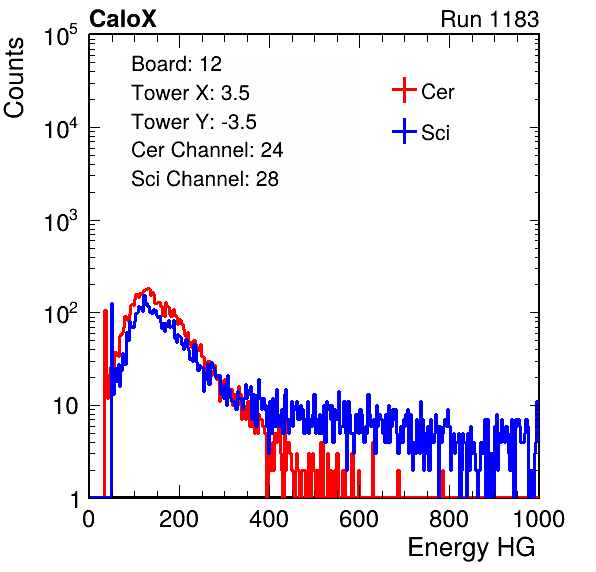 CaloX Run 1183
Counts
Board: 12
Tower X: 3.5
Tower Y: -3.5
Cer Channel: 24
Sci Channel: 28
Cer
Sci
10^5
10^4
10^3
10^2
10
1
0 200 400 600 800 1000
Energy HG